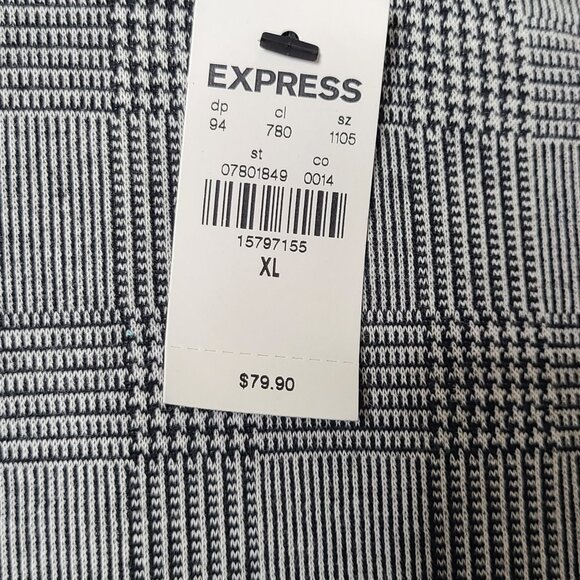 EXPRESS
dp cl sz
94 780 1105
st co
07801849 0014
15797155
XL
$79.90